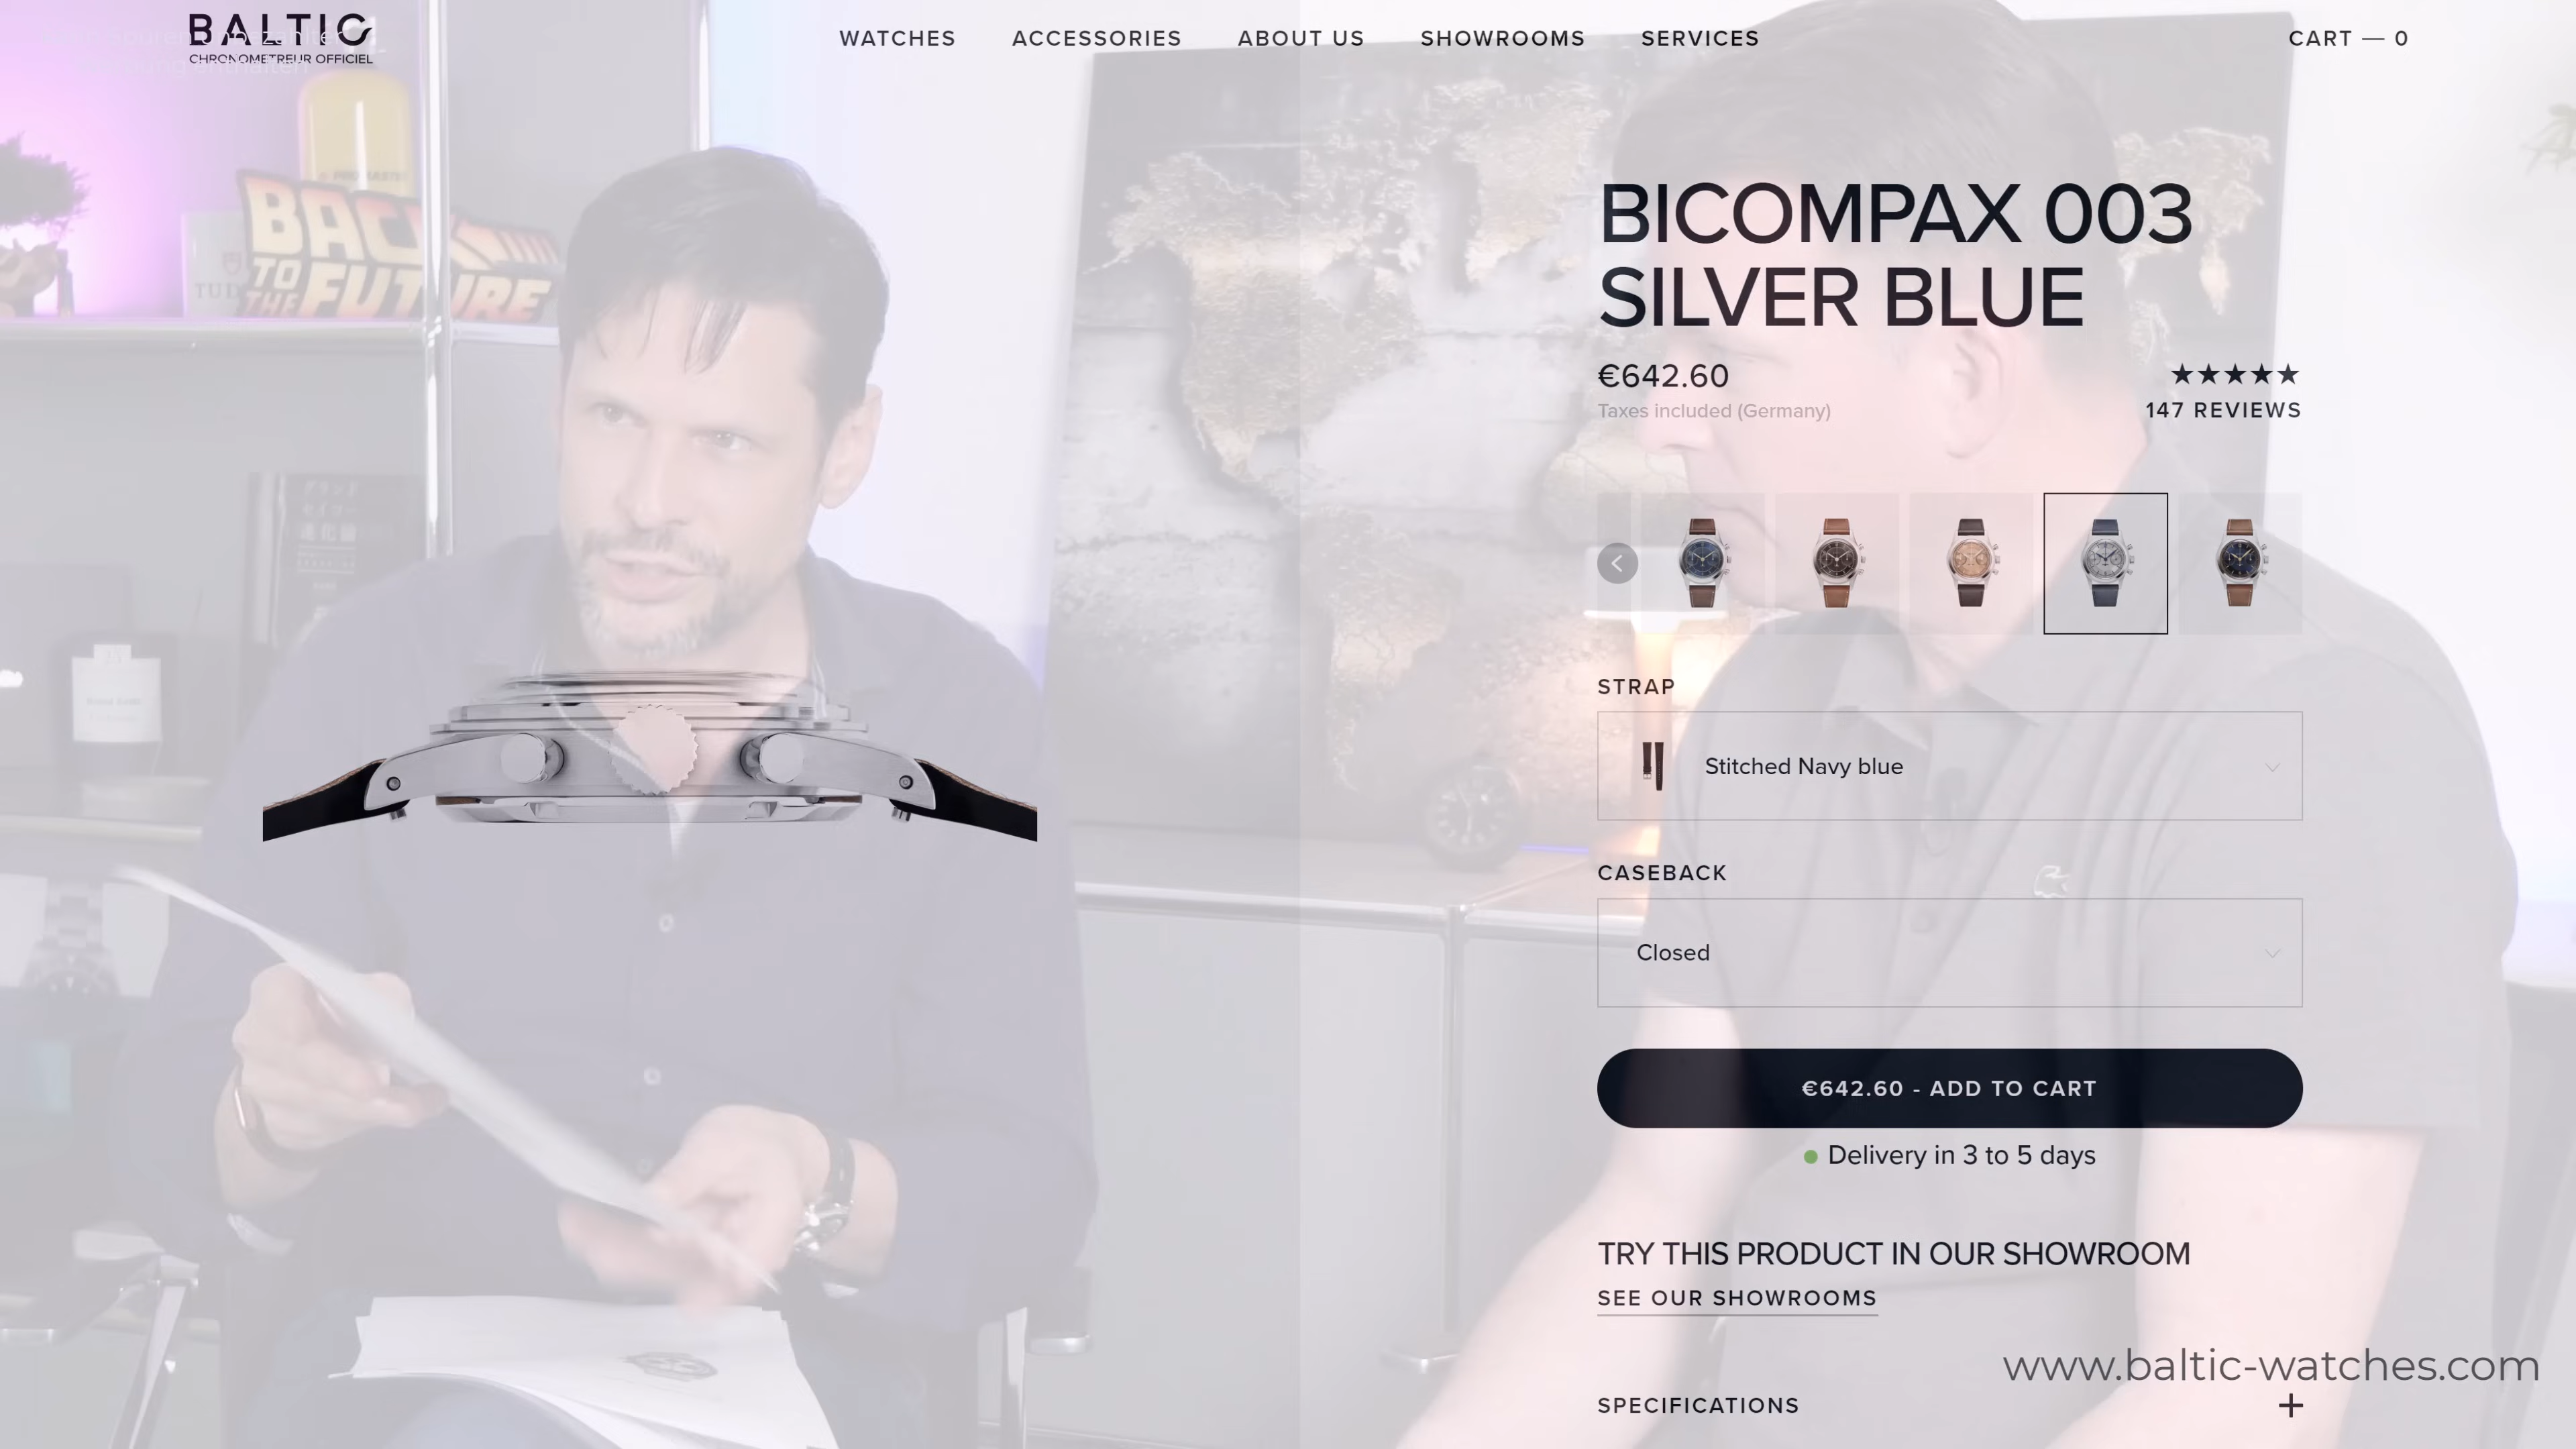 BALTIC
CHRONOMETREUR OFFICIEL
WATCHES
ACCESSORIES
ABOUT US
SHOWROOMS
SERVICES
CART — 0
BACK
TO
THE FUTURE
TUD
BICOMPAX 003
SILVER BLUE
€642.60
Taxes included (Germany)
147 REVIEWS
STRAP
Stitched Navy blue
CASEBACK
Closed
€642.60 - ADD TO CART
Delivery in 3 to 5 days
TRY THIS PRODUCT IN OUR SHOWROOM
SEE OUR SHOWROOMS
www.baltic-watches.com
SPECIFICATIONS